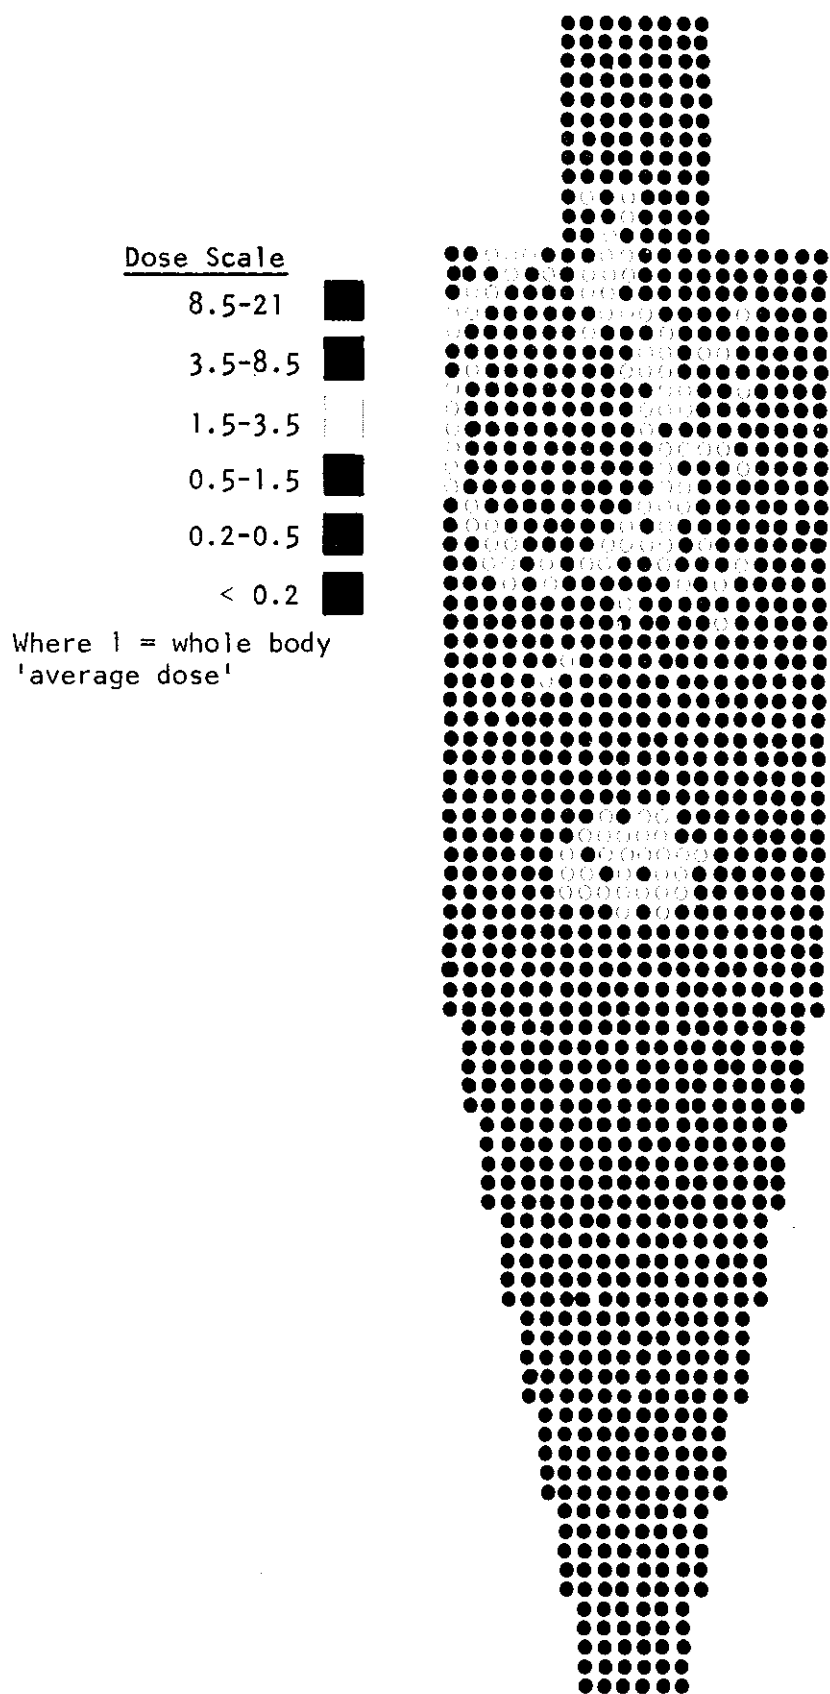 Dose Scale
8.5-21
3.5-8.5
1.5-3.5
0.5-1.5
0.2-0.5
< 0.2
Where 1 = whole body
'average dose'